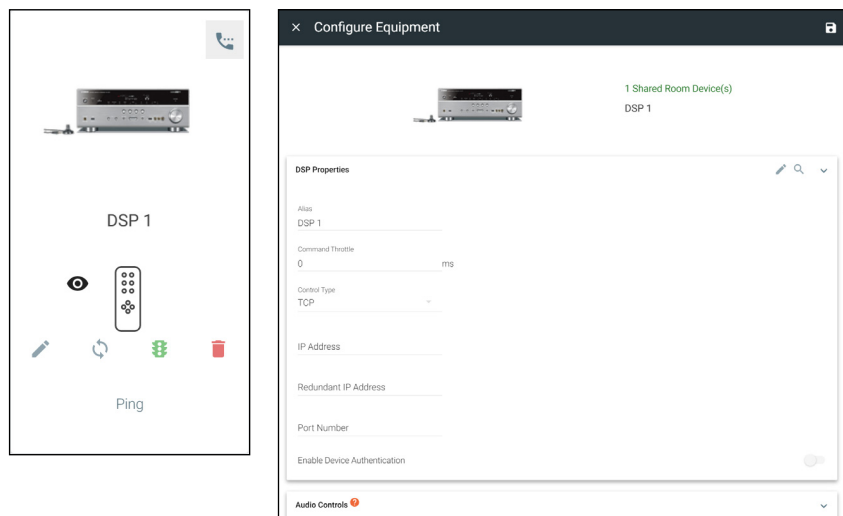 DSP 1
Ping
Configure Equipment
1 Shared Room Device(s)
DSP 1
DSP Properties
Alias
DSP 1
Command Throttle
0 ms
Control Type
TCP
IP Address
Redundant IP Address
Port Number
Enable Device Authentication
Audio Controls ?